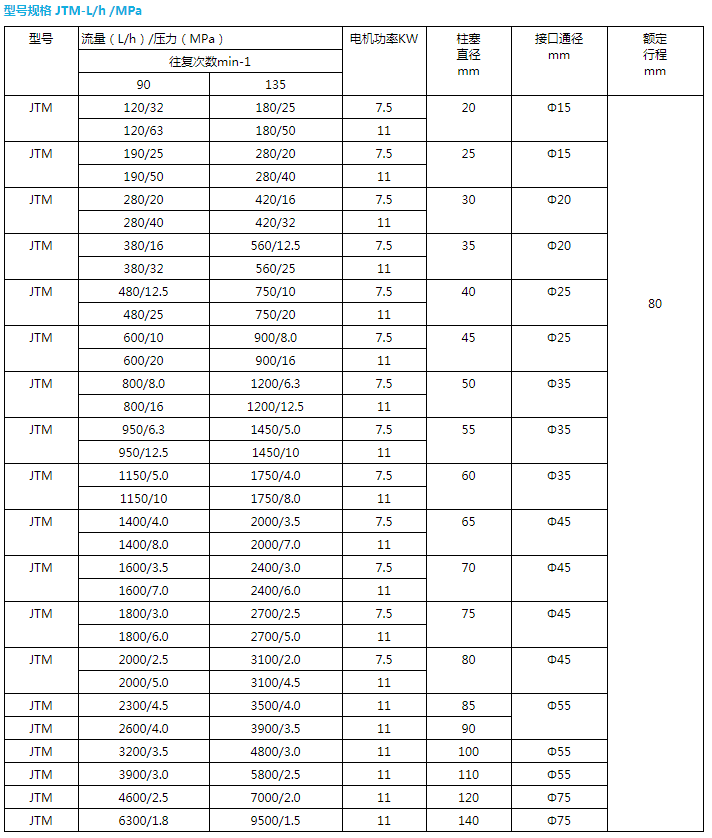 型号规格 JTM-L/h /MPa
型号 流量（L/h）/压力（MPa） 电机功率KW 柱塞 接口通径 额定
直径 mm 行程
往复次数min-1 mm mm
90 135
JTM 120/32 180/25 7.5 20 Φ15 80
120/63 180/50 11
JTM 190/25 280/20 7.5 25 Φ15
190/50 280/40 11
JTM 280/20 420/16 7.5 30 Φ20
280/40 420/32 11
JTM 380/16 560/12.5 7.5 35 Φ20
380/32 560/25 11
JTM 480/12.5 750/10 7.5 40 Φ25
480/25 750/20 11
JTM 600/10 900/8.0 7.5 45 Φ25
600/20 900/16 11
JTM 800/8.0 1200/6.3 7.5 50 Φ35
800/16 1200/12.5 11
JTM 950/6.3 1450/5.0 7.5 55 Φ35
950/12.5 1450/10 11
JTM 1150/5.0 1750/4.0 7.5 60 Φ35
1150/10 1750/8.0 11
JTM 1400/4.0 2000/3.5 7.5 65 Φ45
1400/8.0 2000/7.0 11
JTM 1600/3.5 2400/3.0 7.5 70 Φ45
1600/7.0 2400/6.0 11
JTM 1800/3.0 2700/2.5 7.5 75 Φ45
1800/6.0 2700/5.0 11
JTM 2000/2.5 3100/2.0 7.5 80 Φ45
2000/5.0 3100/4.5 11
JTM 2300/4.5 3500/4.0 11 85 Φ55
JTM 2600/4.0 3900/3.5 11 90
JTM 3200/3.5 4800/3.0 11 100 Φ55
JTM 3900/3.0 5800/2.5 11 110 Φ55
JTM 4600/2.5 7000/2.0 11 120 Φ75
JTM 6300/1.8 9500/1.5 11 140 Φ75